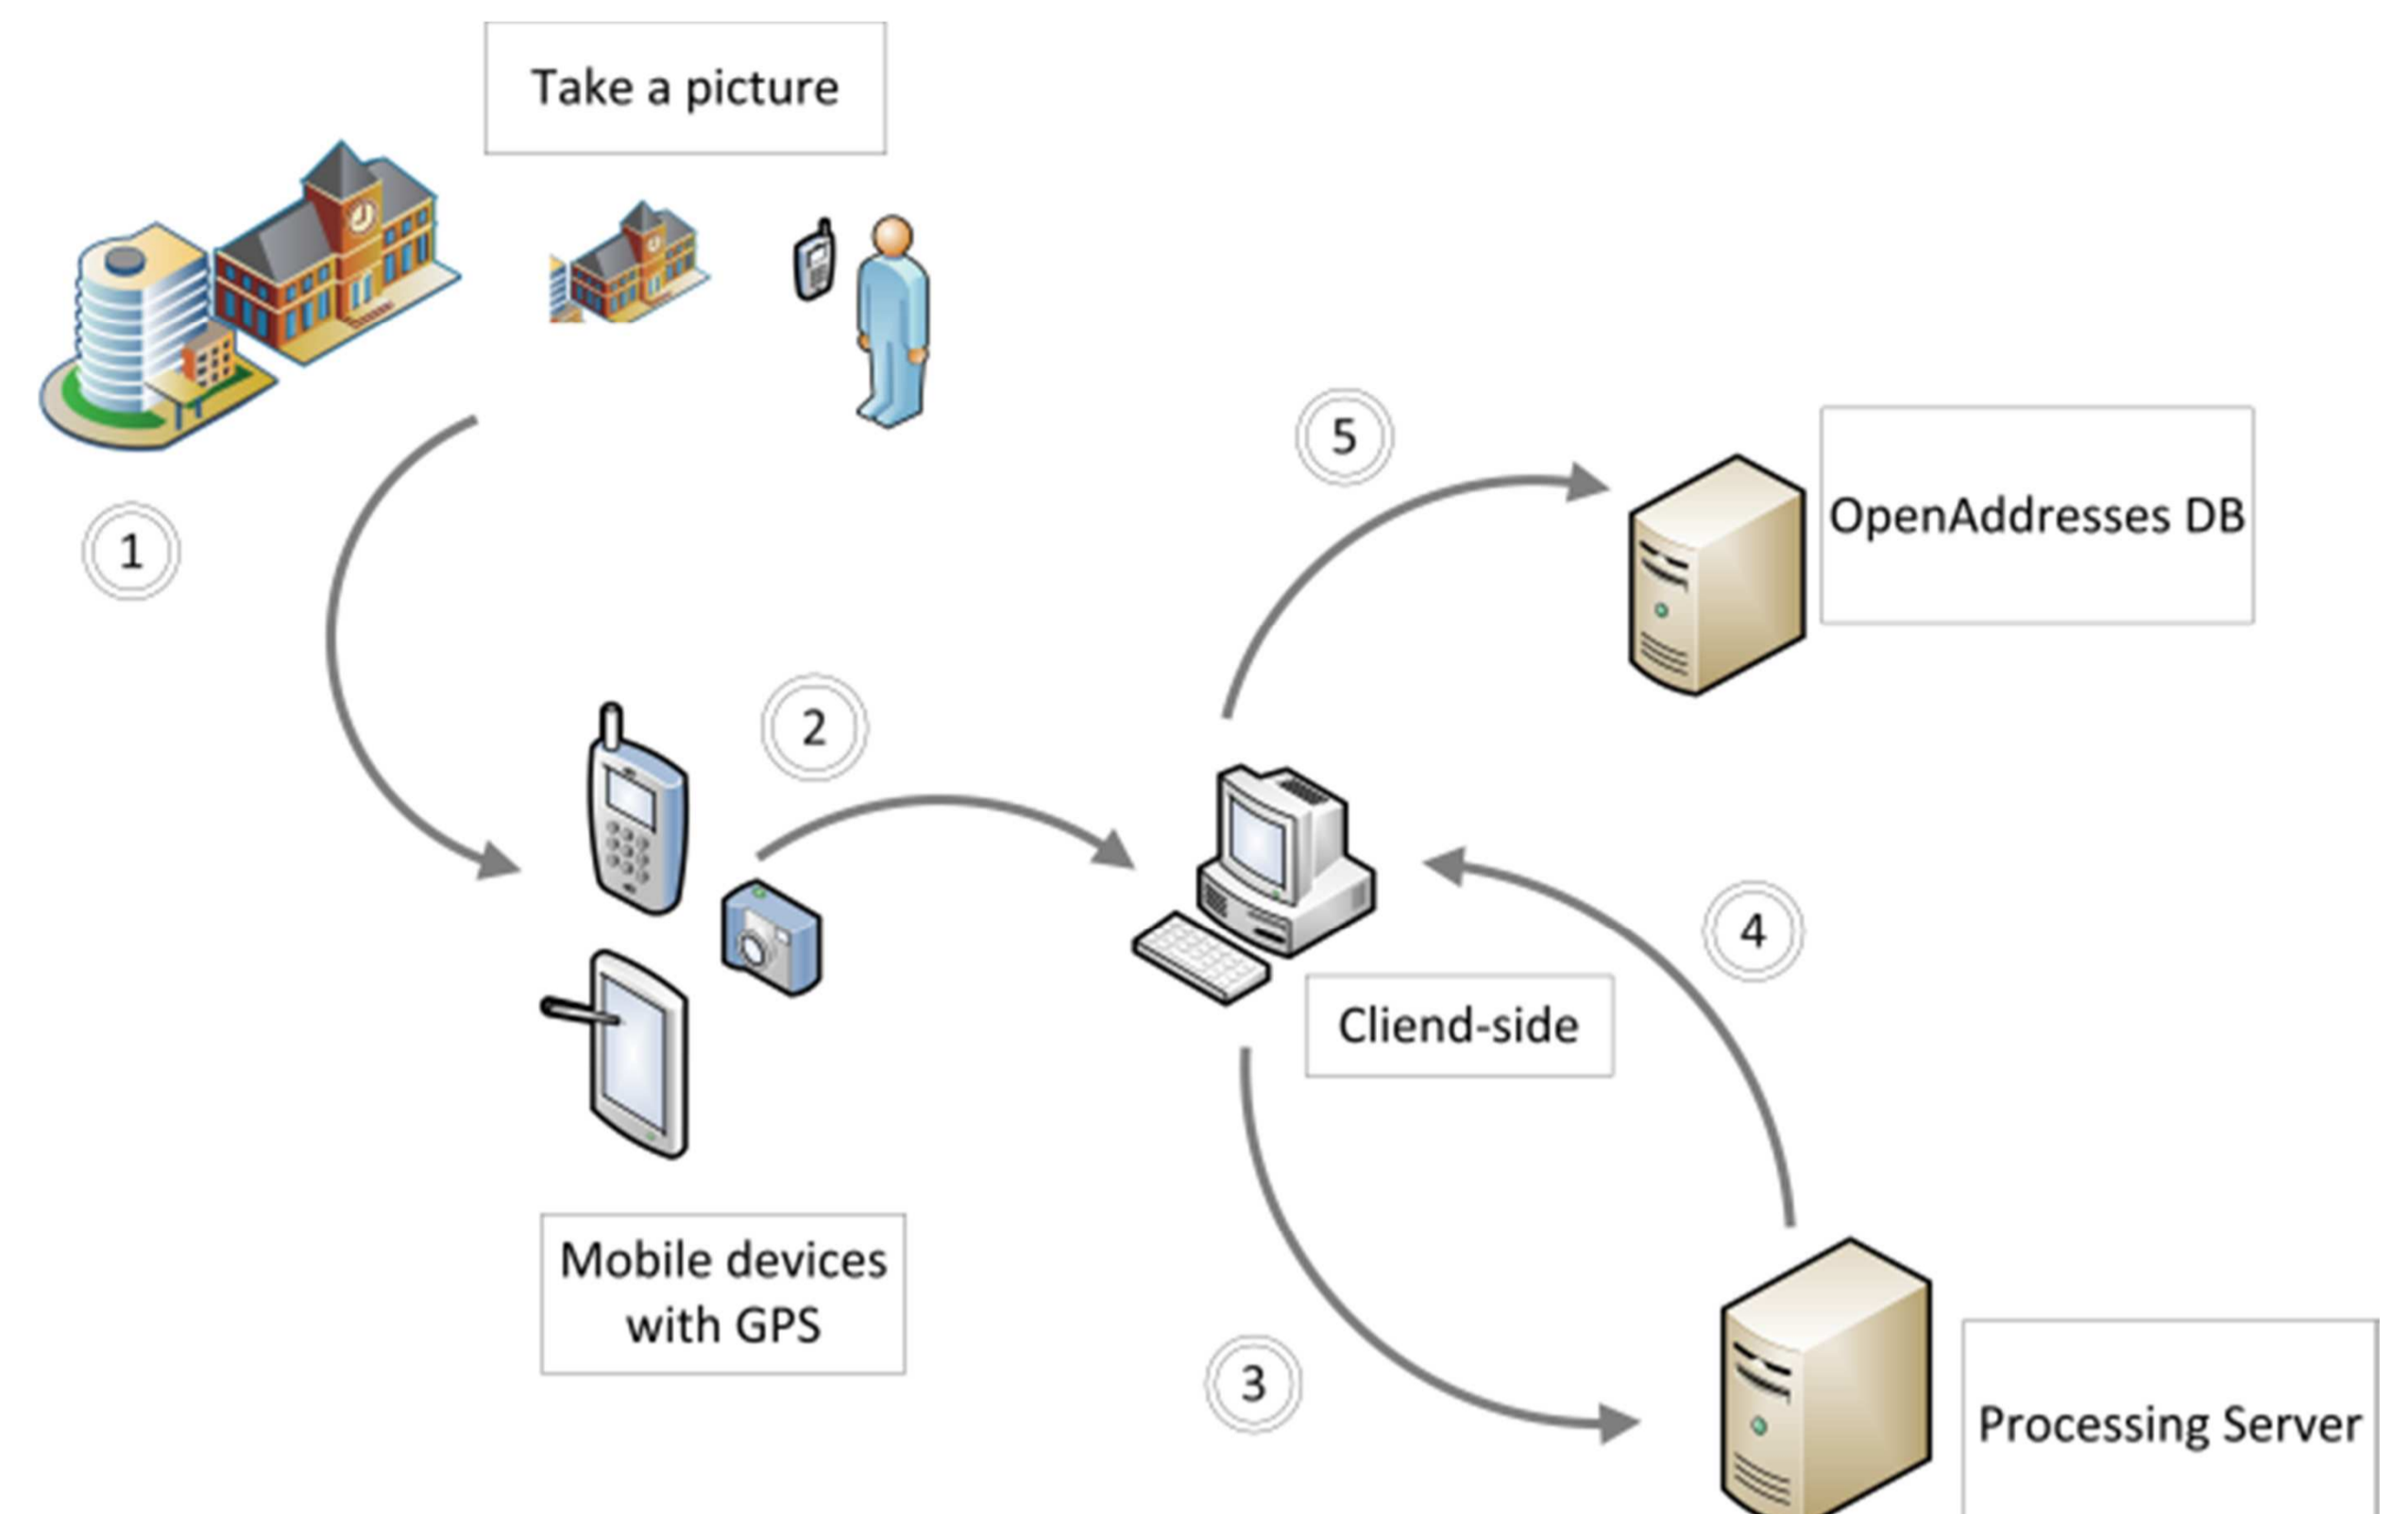 Take a picture
1
5
OpenAddresses DB
2
4
Cliend-side
Mobile devices
with GPS
3
Processing Server